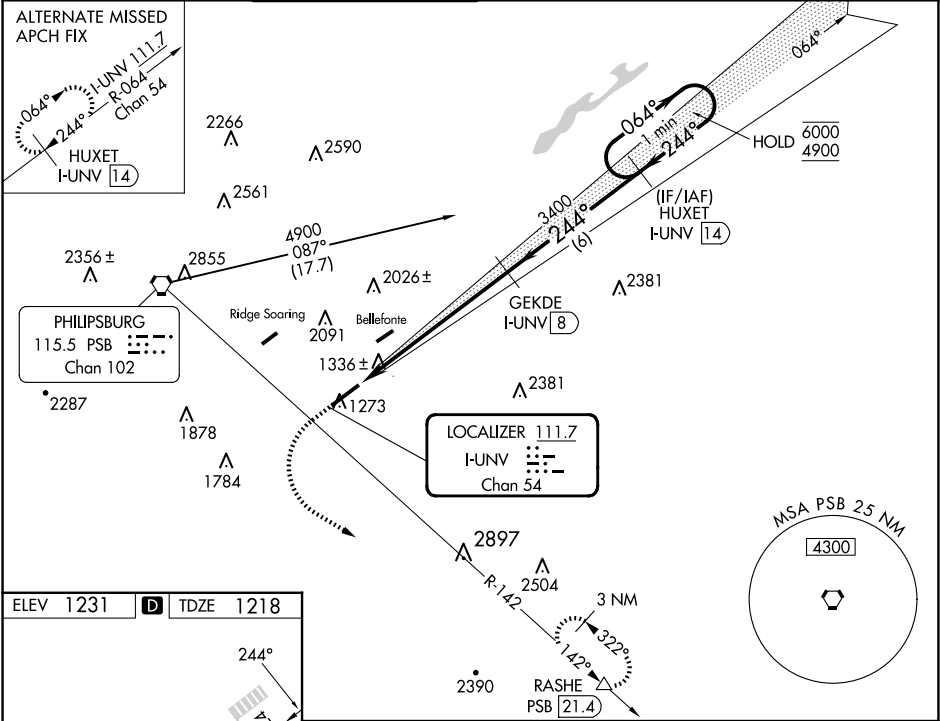 ALTERNATE MISSED
APCH FIX
I-UNV 111.7
R-064
Chan 54
064°
244°
HUXET
I-UNV 14
2266
2590
2561
4900
087°
(17.7)
2356 ±
2855
2026 ±
PHILIPSBURG
115.5 PSB
Chan 102
Ridge Soaring
2091
Bellefonte
1336 ±
1273
2287
1878
1784
064°
064°
1 min
244°
HOLD
6000
4900
3400
244°
(6)
(IF/IAF)
HUXET
I-UNV 14
GEKDE
I-UNV 8
2381
2381
LOCALIZER 111.7
I-UNV
Chan 54
MSA PSB 25 NM
4300
2897
2504
R-142
3 NM
322°
142°
2390
RASHE
PSB 21.4
ELEV 1231 D TDZE 1218
244°